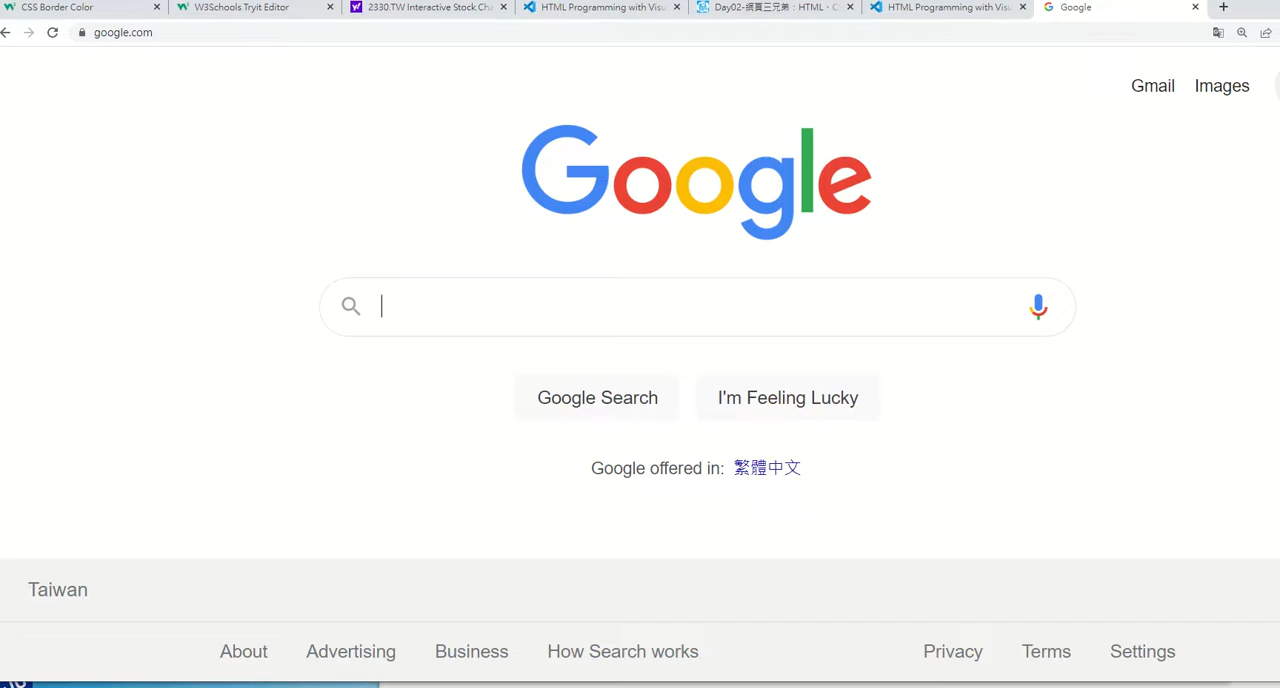 CSS Border Color
W3Schools Tryit Editor
2330.TW Interactive Stock Cha
HTML Programming with Visu
Day02-網頁三兄弟：HTML、C
HTML Programming with Visu
Google
google.com
Gmail
Images
Google
Google Search
I'm Feeling Lucky
Google offered in: 繁體中文
Taiwan
About
Advertising
Business
How Search works
Privacy
Terms
Settings